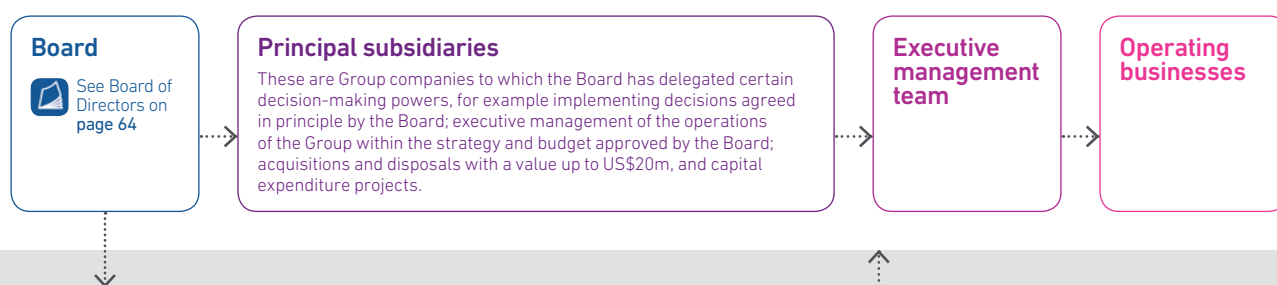 Board
See Board of
Directors on
page 64
Principal subsidiaries
These are Group companies to which the Board has delegated certain
decision-making powers, for example implementing decisions agreed
in principle by the Board; executive management of the operations
of the Group within the strategy and budget approved by the Board;
acquisitions and disposals with a value up to US$20m, and capital
expenditure projects.
Executive
management
team
Operating
businesses